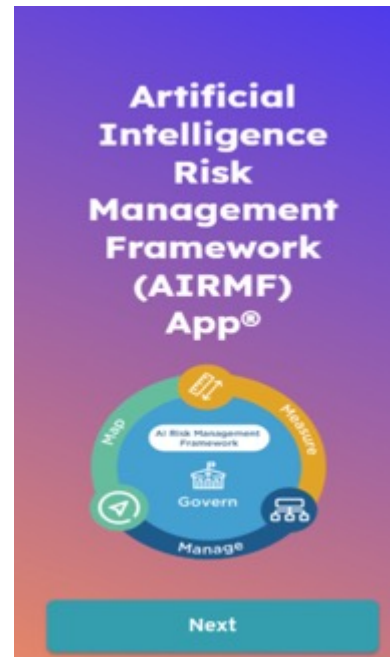 Artificial
Intelligence
Risk
Management
Framework
(AIRMF)
App®
Map
Measure
AI Risk Management
Framework
Govern
Manage
Next